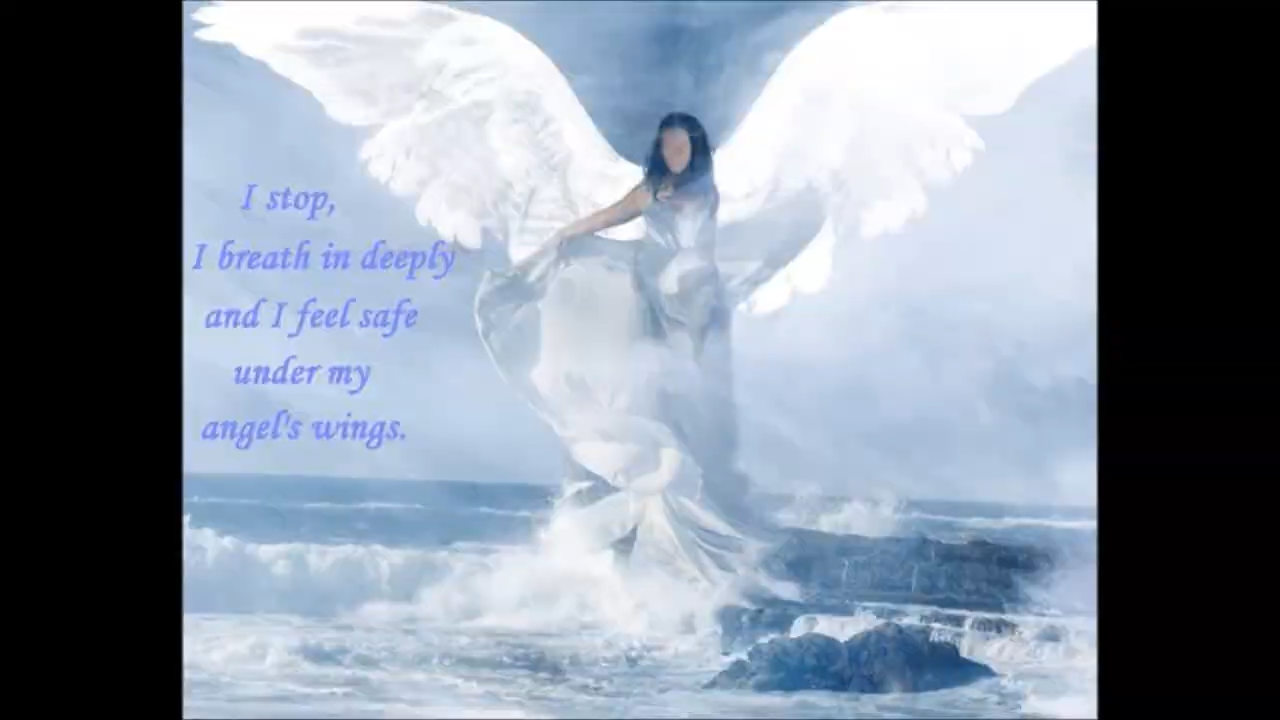 I stop,
I breath in deeply
and I feel safe
under my
angel's wings.